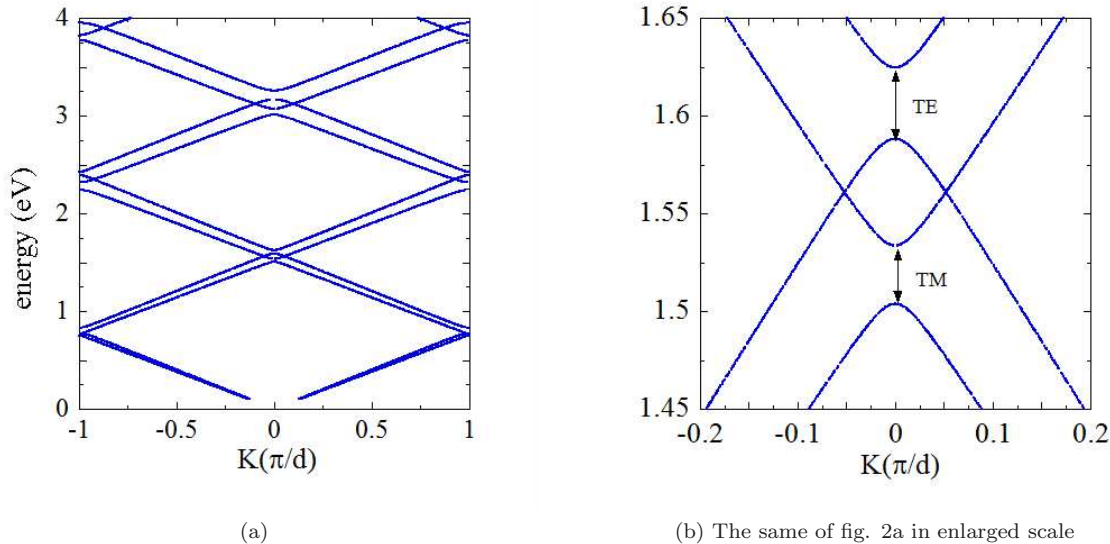 4
3
2
1
0
energy (eV)
-1 -0.5 0 0.5 1
K(π/d)
(a)
1.65
1.6
1.55
1.5
1.45
TE
TM
-0.2 -0.1 0 0.1 0.2
K(π/d)
(b) The same of fig. 2a in enlarged scale